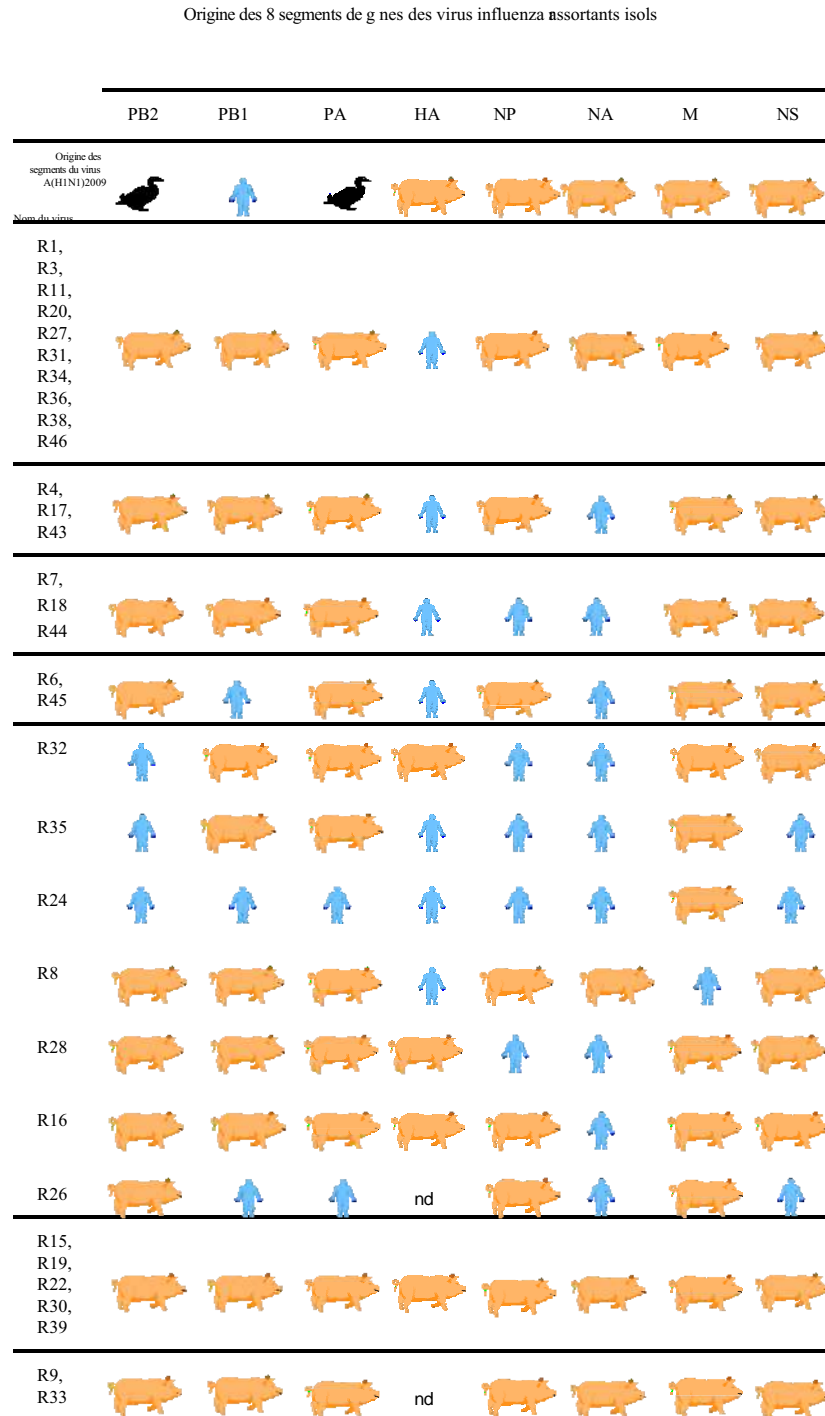 Origine des 8 segments de g nes des virus influenza assortants isols
PB2 PB1 PA HA NP NA M NS
Origine des
segments du virus
A(H1N1)2009
Nom du virus
R1,
R3,
R11,
R20,
R27,
R31,
R34,
R36,
R38,
R46
R4,
R17,
R43
R7,
R18
R44
R6,
R45
R32
R35
R24
R8
R28
R16
R26 nd
R15,
R19,
R22,
R30,
R39
R9,
R33 nd